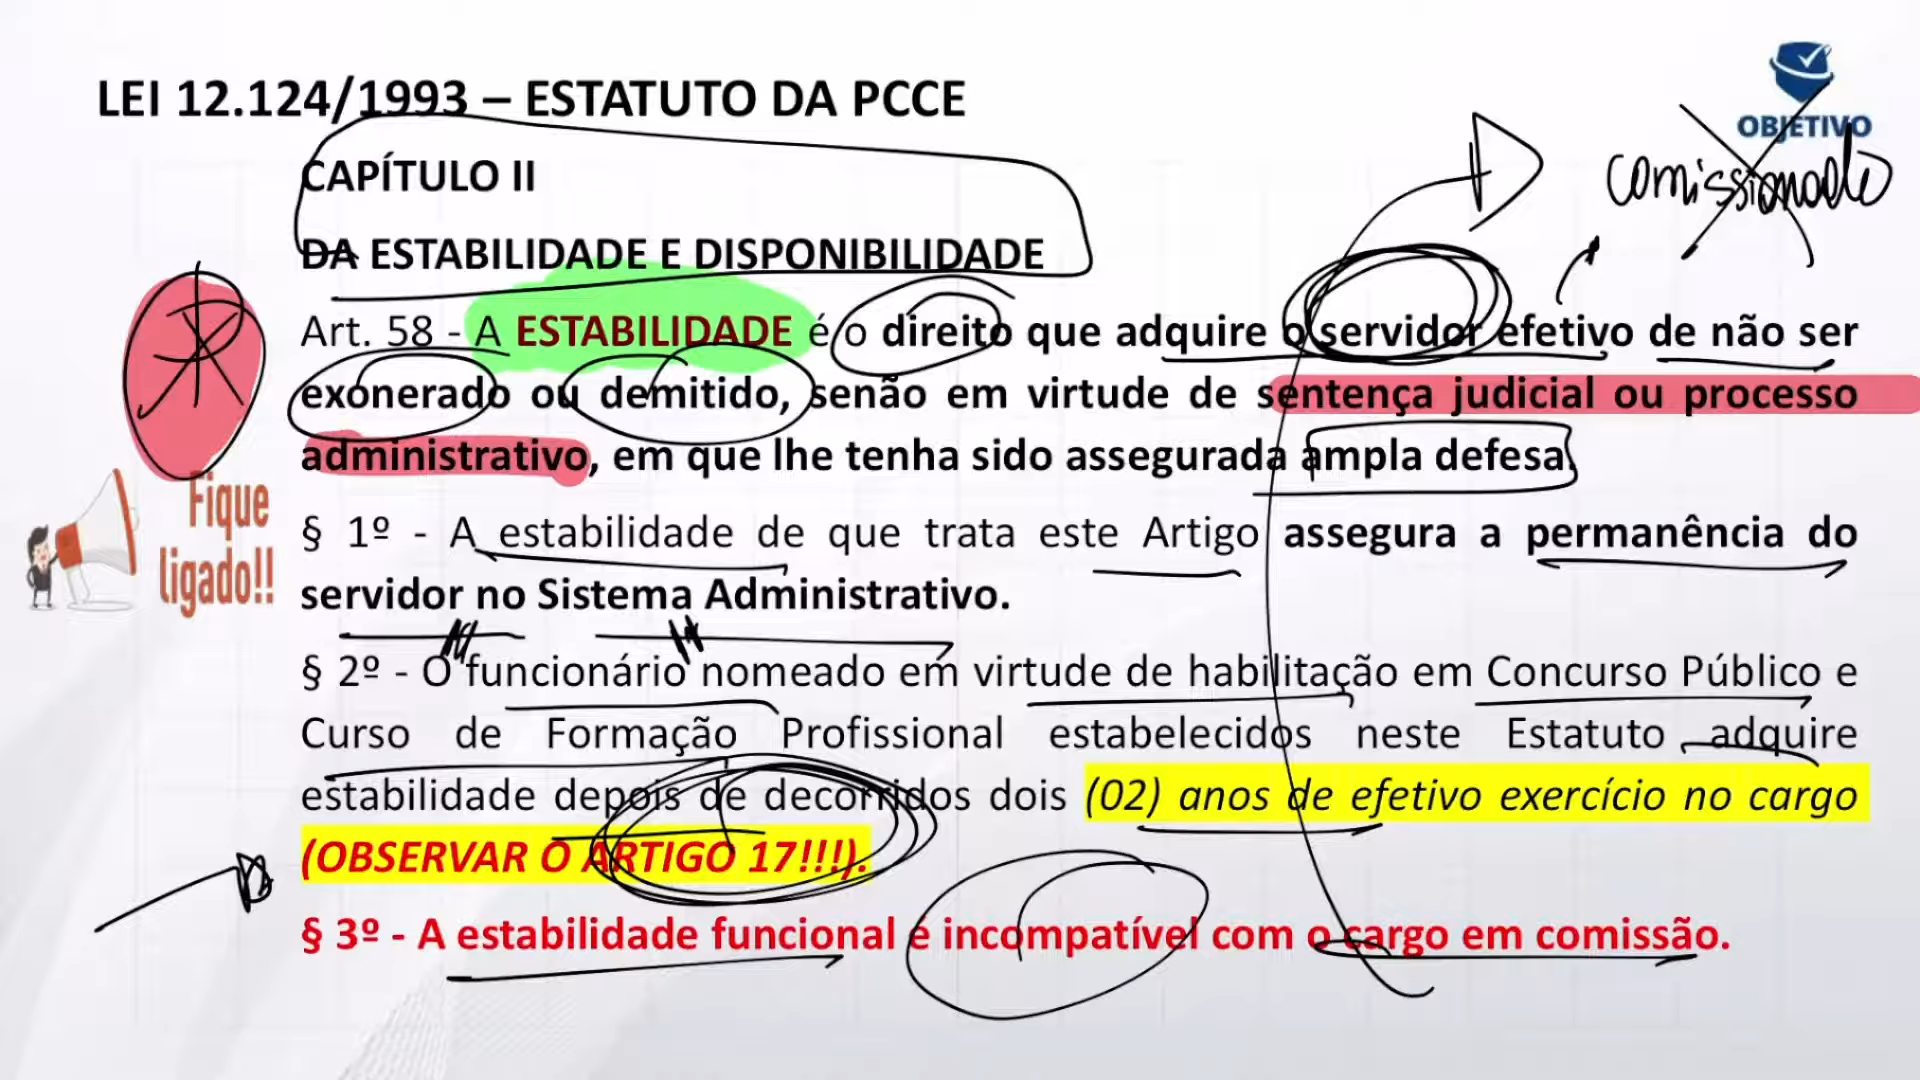 LEI 12.124/1993 – ESTATUTO DA PCCE
OBJETIVO
comissionado
CAPÍTULO II
DA ESTABILIDADE E DISPONIBILIDADE
Art. 58 - A ESTABILIDADE é o direito que adquire o servidor efetivo de não ser
exonerado ou demitido, senão em virtude de sentença judicial ou processo
administrativo, em que lhe tenha sido assegurada ampla defesa.
Fique
ligado!!
§ 1º - A estabilidade de que trata este Artigo assegura a permanência do
servidor no Sistema Administrativo.
§ 2º - O funcionário nomeado em virtude de habilitação em Concurso Público e
Curso de Formação Profissional estabelecidos neste Estatuto adquire
estabilidade depois de decorridos dois (02) anos de efetivo exercício no cargo
(OBSERVAR O ARTIGO 17!!!).
§ 3º - A estabilidade funcional é incompatível com o cargo em comissão.